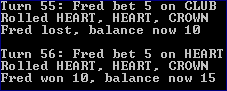 Turn 55: Fred bet 5 on CLUB
Rolled HEART, HEART, CROWN
Fred lost, balance now 10
Turn 56: Fred bet 5 on HEART
Rolled HEART, HEART, CROWN
Fred won 10, balance now 15